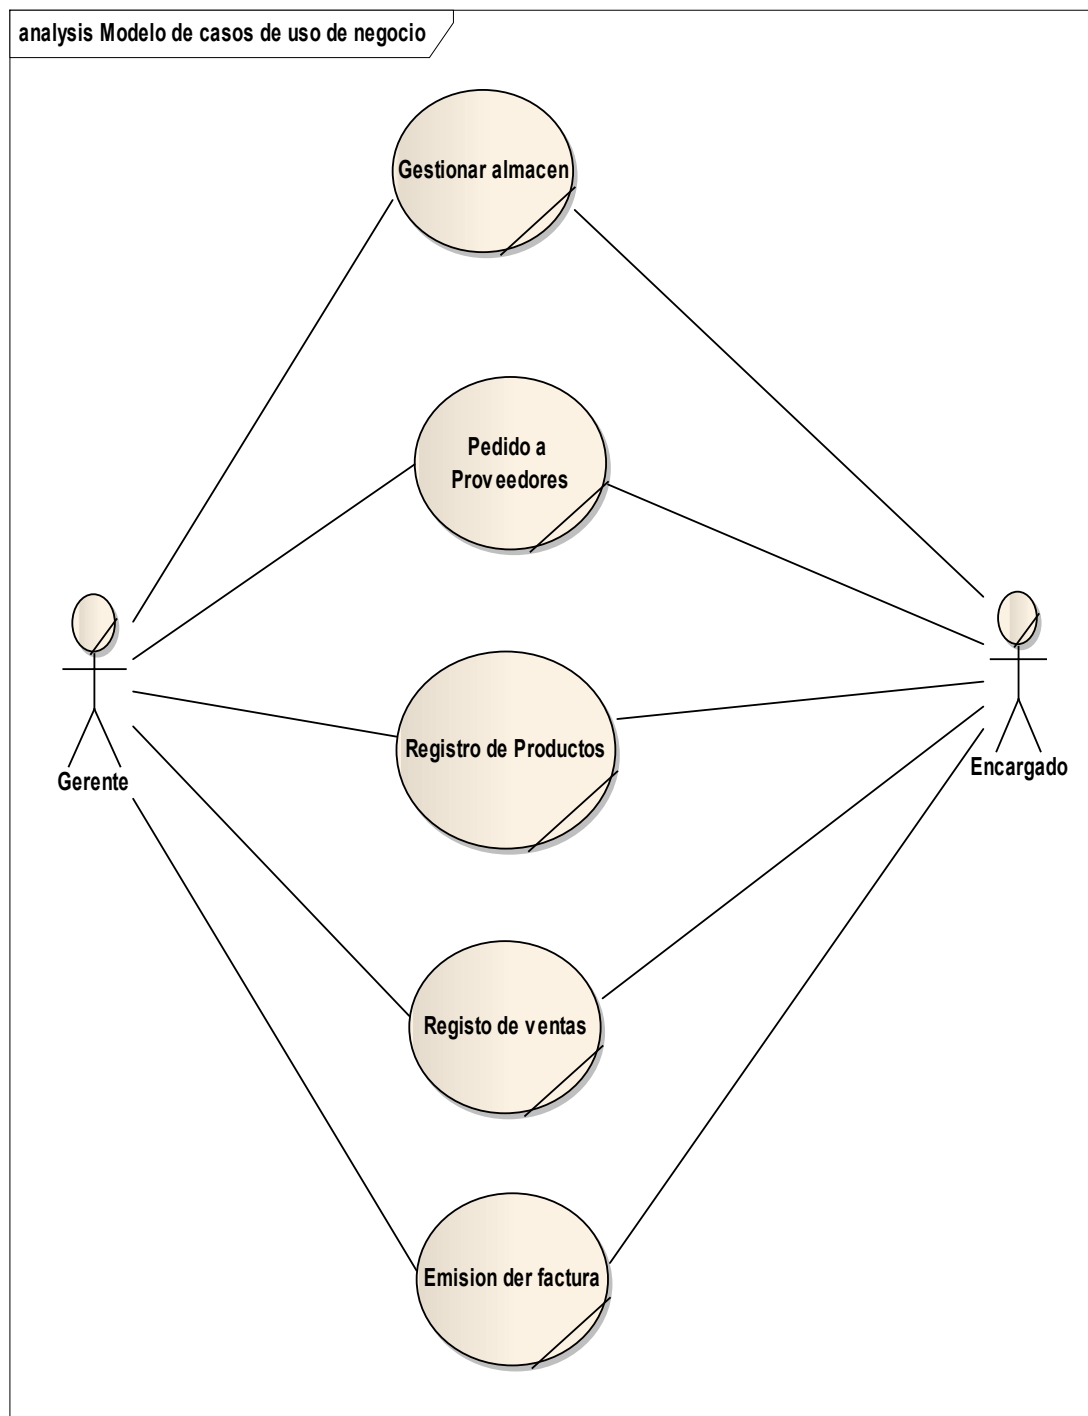 analysis Modelo de casos de uso de negocio
Gestionar almacen
Pedido a
Proveedores
Registro de Productos
Gerente
Encargado
Registo de ventas
Emision der factura